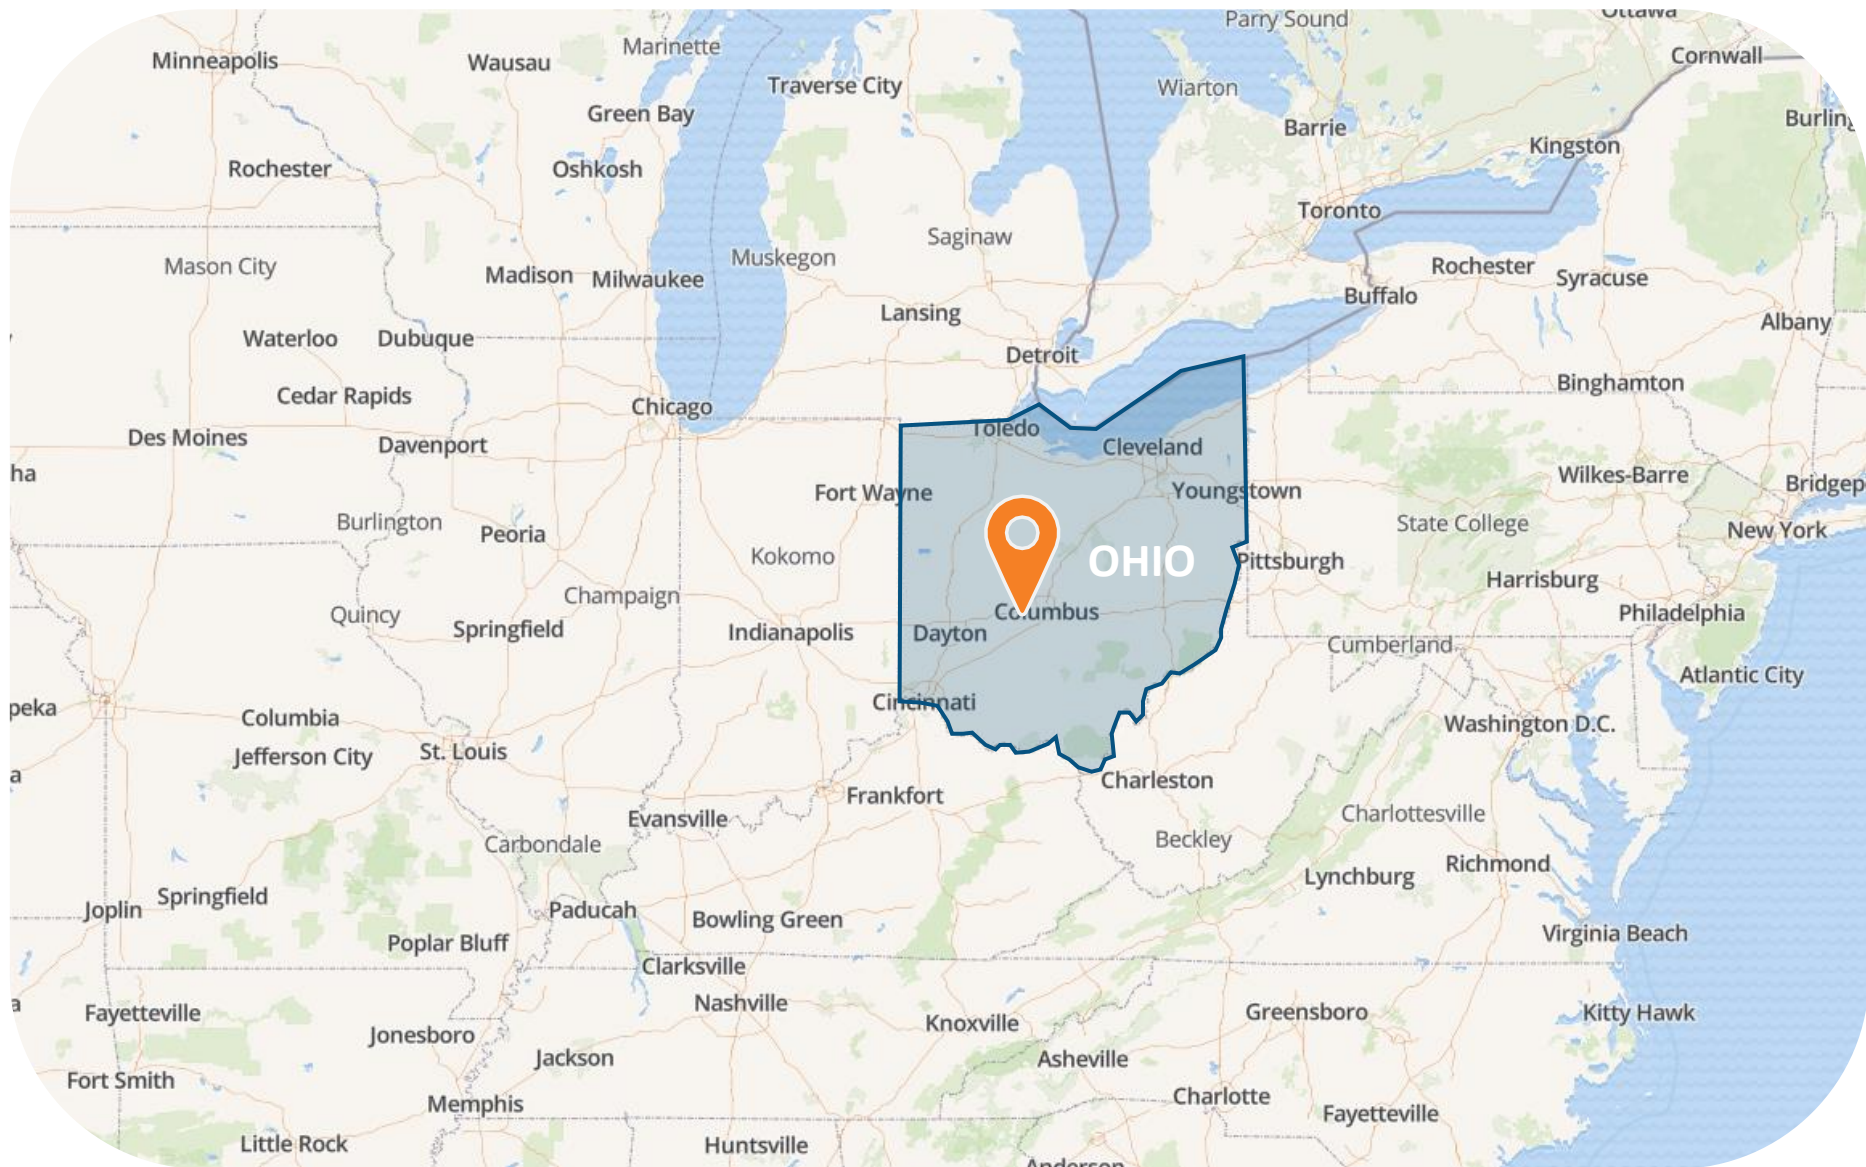 Ottawa
Parry Sound
Marinette
Cornwall
Minneapolis
Wausau
Traverse City
Wiarton
Green Bay
Burling
Barrie
Kingston
Rochester
Oshkosh
Toronto
Saginaw
Muskegon
Mason City
Madison
Milwaukee
Rochester
Syracuse
Buffalo
Lansing
Albany
Waterloo
Dubuque
Detroit
Binghamton
Cedar Rapids
Chicago
Toledo
Des Moines
Davenport
Cleveland
ha
Fort Wayne
Youngstown
Wilkes-Barre
Bridgep
Burlington
Peoria
State College
New York
Kokomo
OHIO
Pittsburgh
Harrisburg
Champaign
Quincy
Columbus
Philadelphia
Springfield
Indianapolis
Dayton
Cumberland
Atlantic City
Cincinnati
peka
Columbia
Washington D.C.
Jefferson City
St. Louis
a
Charleston
Frankfort
Evansville
Charlottesville
Carbondale
Beckley
Richmond
Lynchburg
Springfield
Joplin
Paducah
Bowling Green
Poplar Bluff
Virginia Beach
Clarksville
a
Nashville
Fayetteville
Knoxville
Greensboro
Kitty Hawk
Jonesboro
Jackson
Asheville
Fort Smith
Memphis
Charlotte
Fayetteville
Little Rock
Huntsville
Anderson